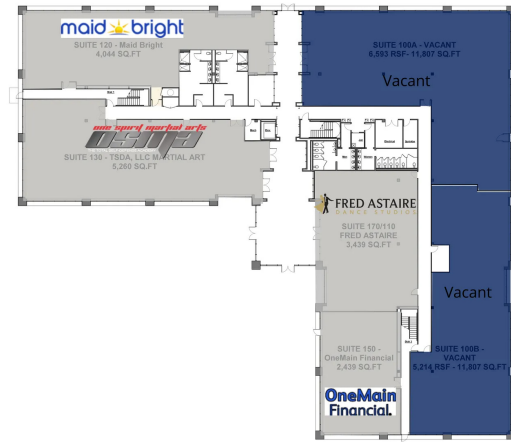 maid bright
SUITE 120 - Maid Bright
4,044 SQ.FT
SUITE 100A - VACANT
6,593 RSF- 11,807 SQ.FT
Vacant
one spirit martial arts
osma
SUITE 130 - TSDA, LLC MARTIAL ART
5,260 SQ.FT
FRED ASTAIRE
DANCE STUDIOS
SUITE 170/110
FRED ASTAIRE
3,439 SQ.FT
Vacant
SUITE 150 -
OneMain Financial
2,439 SQ.FT
SUITE 100B -
VACANT
5,214 RSF - 11,807 SQ.FT
OneMain
Financial.